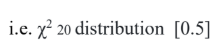 i.e. χ² 20 distribution [0.5]